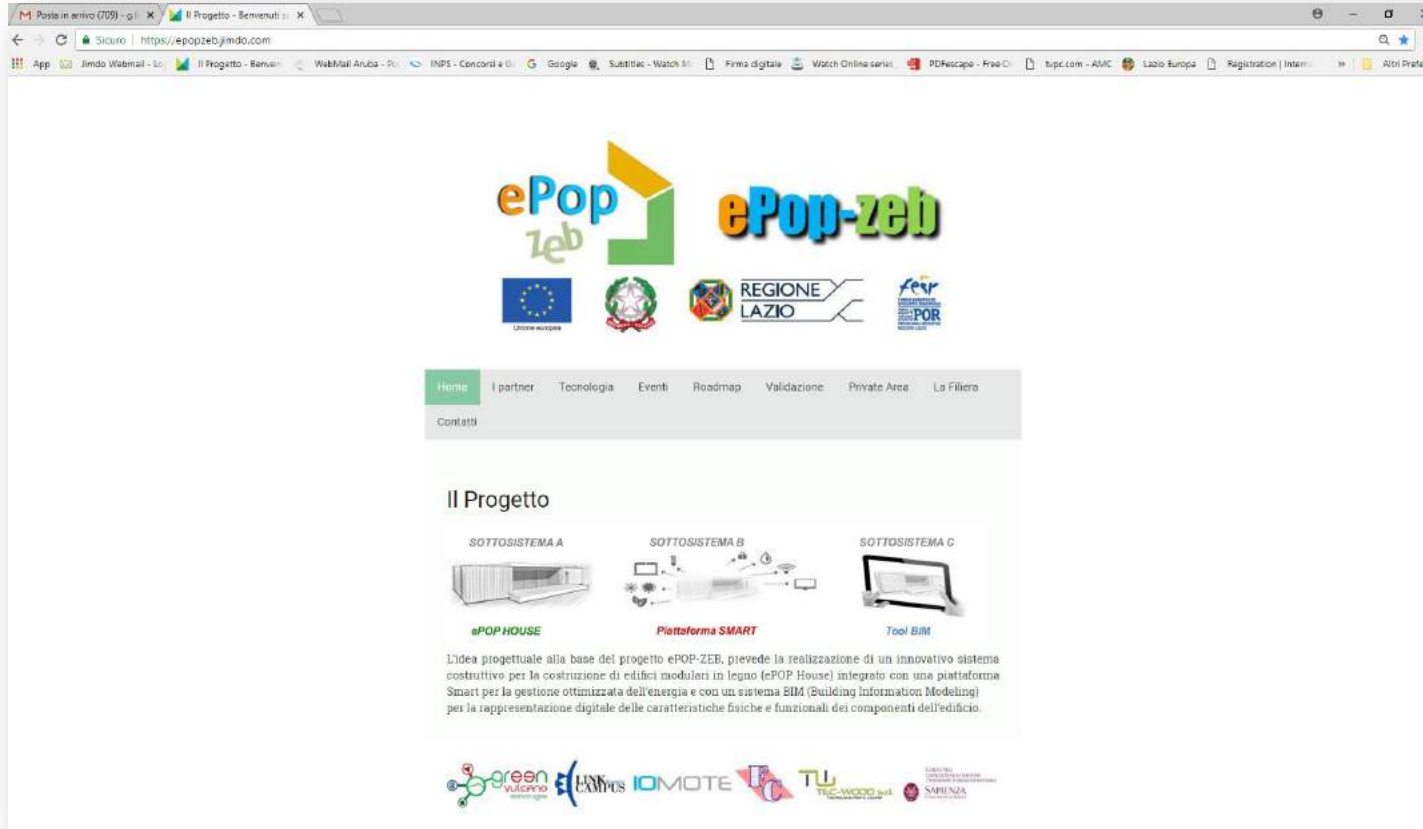 Posta in arrivo (709) - g.f
Il Progetto - Benvenuti s
Sicuro | https://epopzeb.jimdo.com
App Jimdo Webmail - Lo Il Progetto - Benven WebMail Aruba - Po INPS - Concorsi e G Google Subtitles - Watch M Firma digitale Watch Online series PDFescape - Free Tupc.com - AMC Lazio Europa Registration | Intern » Altri Prefe
ePop
zeb
ePop-zeb
Unione europea
REGIONE
LAZIO
fesr
POR
Home I partner Tecnologia Eventi Roadmap Validazione Private Area La Filiera
Contatti
Il Progetto
SOTTOSISTEMA A SOTTOSISTEMA B SOTTOSISTEMA C
ePOP HOUSE Piattaforma SMART Tool BIM
L'idea progettuale alla base del progetto ePOP-ZEB, prevede la realizzazione di un innovativo sistema
costruttivo per la costruzione di edifici modulari in legno (ePOP House) integrato con una piattaforma
Smart per la gestione ottimizzata dell'energia e con un sistema BIM (Building Information Modeling)
per la rappresentazione digitale delle caratteristiche fisiche e funzionali dei componenti dell'edificio.
green
vulcano
LINK
CAMPUS
IOMOTE
TEC-WOOD s.r.l.
SAPIENZA